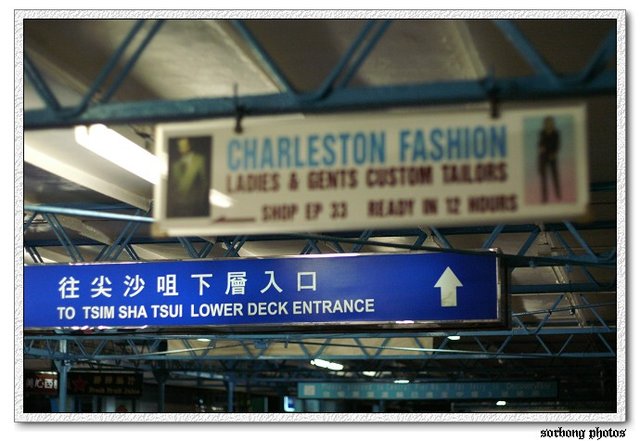 CHARLESTON FASHION
LADIES & GENTS CUSTOM TAILORS
SHOP EP 33 READY IN 12 HOURS
往尖沙咀下層入口
TO TSIM SHA TSUI LOWER DECK ENTRANCE
sorbong photos